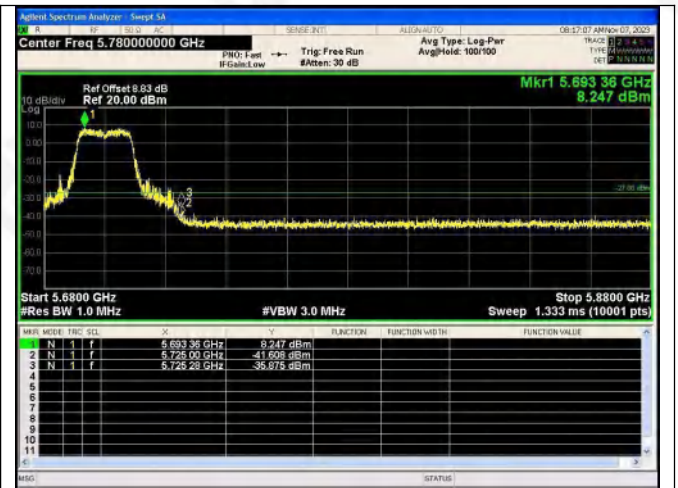 Agilent Spectrum Analyzer - Swept SA
R RF 50 Ω AC SENSE:INT ALIGNAUTO 08:17:07 AM Nov 07, 2023
Center Freq 5.780000000 GHz
PNO: Fast Trig: Free Run Avg Type: Log-Pwr TRACE 1 2 3 4 5 6
IFGain:Low #Atten: 30 dB Avg|Hold: 100/100 TYPE
DET P N N N N N
Mkr1 5.693 36 GHz
8.247 dBm
Ref Offset 8.83 dB
10 dB/div Ref 20.00 dBm
Log
1
10.0
0.00
-10.0
-20.0
-27.00 dBm
-30.0
3
2
-40.0
-50.0
-60.0
-70.0
Start 5.6800 GHz Stop 5.8800 GHz
#Res BW 1.0 MHz #VBW 3.0 MHz Sweep 1.333 ms (10001 pts)
MKR MODE TRC SCL X Y FUNCTION FUNCTION WIDTH FUNCTION VALUE
1 N 1 f 5.693 36 GHz 8.247 dBm
2 N 1 f 5.725 00 GHz -41.608 dBm
3 N 1 f 5.725 28 GHz -35.875 dBm
4
5
6
7
8
9
10
11
MSG STATUS